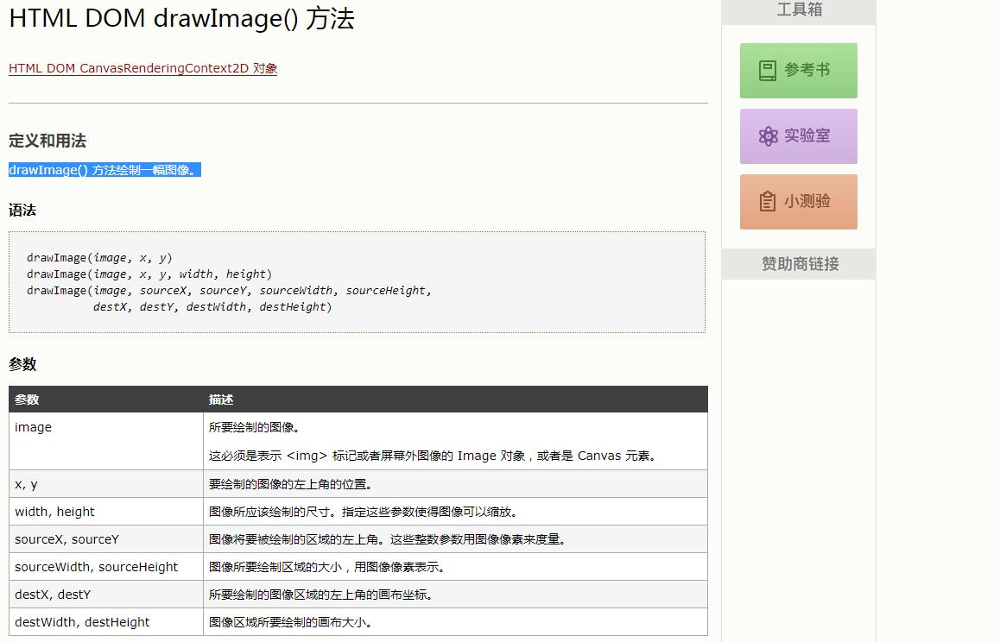 HTML DOM drawImage() 方法
HTML DOM CanvasRenderingContext2D 对象
定义和用法
drawImage() 方法绘制一幅图像。
语法
drawImage(image, x, y)
drawImage(image, x, y, width, height)
drawImage(image, sourceX, sourceY, sourceWidth, sourceHeight,
destX, destY, destWidth, destHeight)
参数
参数 描述
image 所要绘制的图像。
这必须是表示 <img> 标记或者屏幕外图像的 Image 对象，或者是 Canvas 元素。
x, y 要绘制的图像的左上角的位置。
width, height 图像所应该绘制的尺寸。指定这些参数使得图像可以缩放。
sourceX, sourceY 图像将要被绘制的区域的左上角。这些整数参数用图像像素来度量。
sourceWidth, sourceHeight 图像所要绘制区域的大小，用图像像素表示。
destX, destY 所要绘制的图像区域的左上角的画布坐标。
destWidth, destHeight 图像区域所要绘制的画布大小。
工具箱
参考书
实验室
小测验
赞助商链接